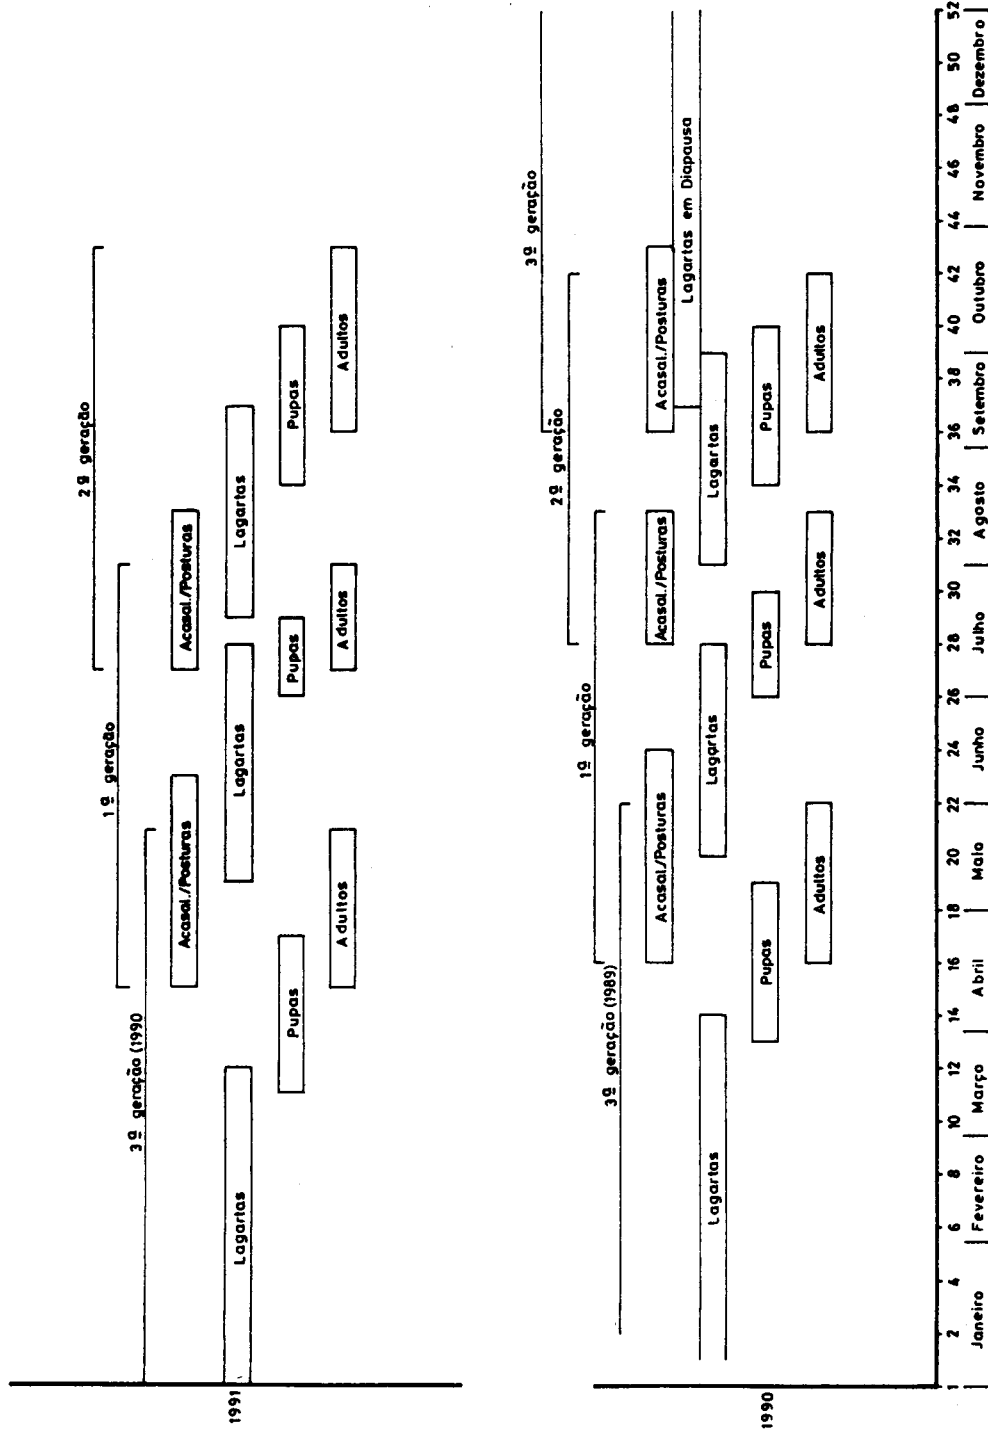 2ª geração
1ª geração
3ª geração (1990
Acasal./Posturas
Acasal./Posturas
Lagartas
Lagartas
Lagartas
Pupas
Pupas
Pupas
Adultos
Adultos
Adultos
1991
3ª geração
2ª geração
1ª geração
3ª geração (1989)
Acasal./Posturas
Acasal./Posturas
Acasal./Posturas
Lagartas em Diapausa
Lagartas
Lagartas
Lagartas
Pupas
Pupas
Pupas
Adultos
Adultos
Adultos
1990
1 2 4 6 8 10 12 14 16 18 20 22 24 26 28 30 32 34 36 38 40 42 44 46 48 50 52
Janeiro | Fevereiro | Março | Abril | Maio | Junho | Julho | Agosto | Setembro | Outubro | Novembro | Dezembro |